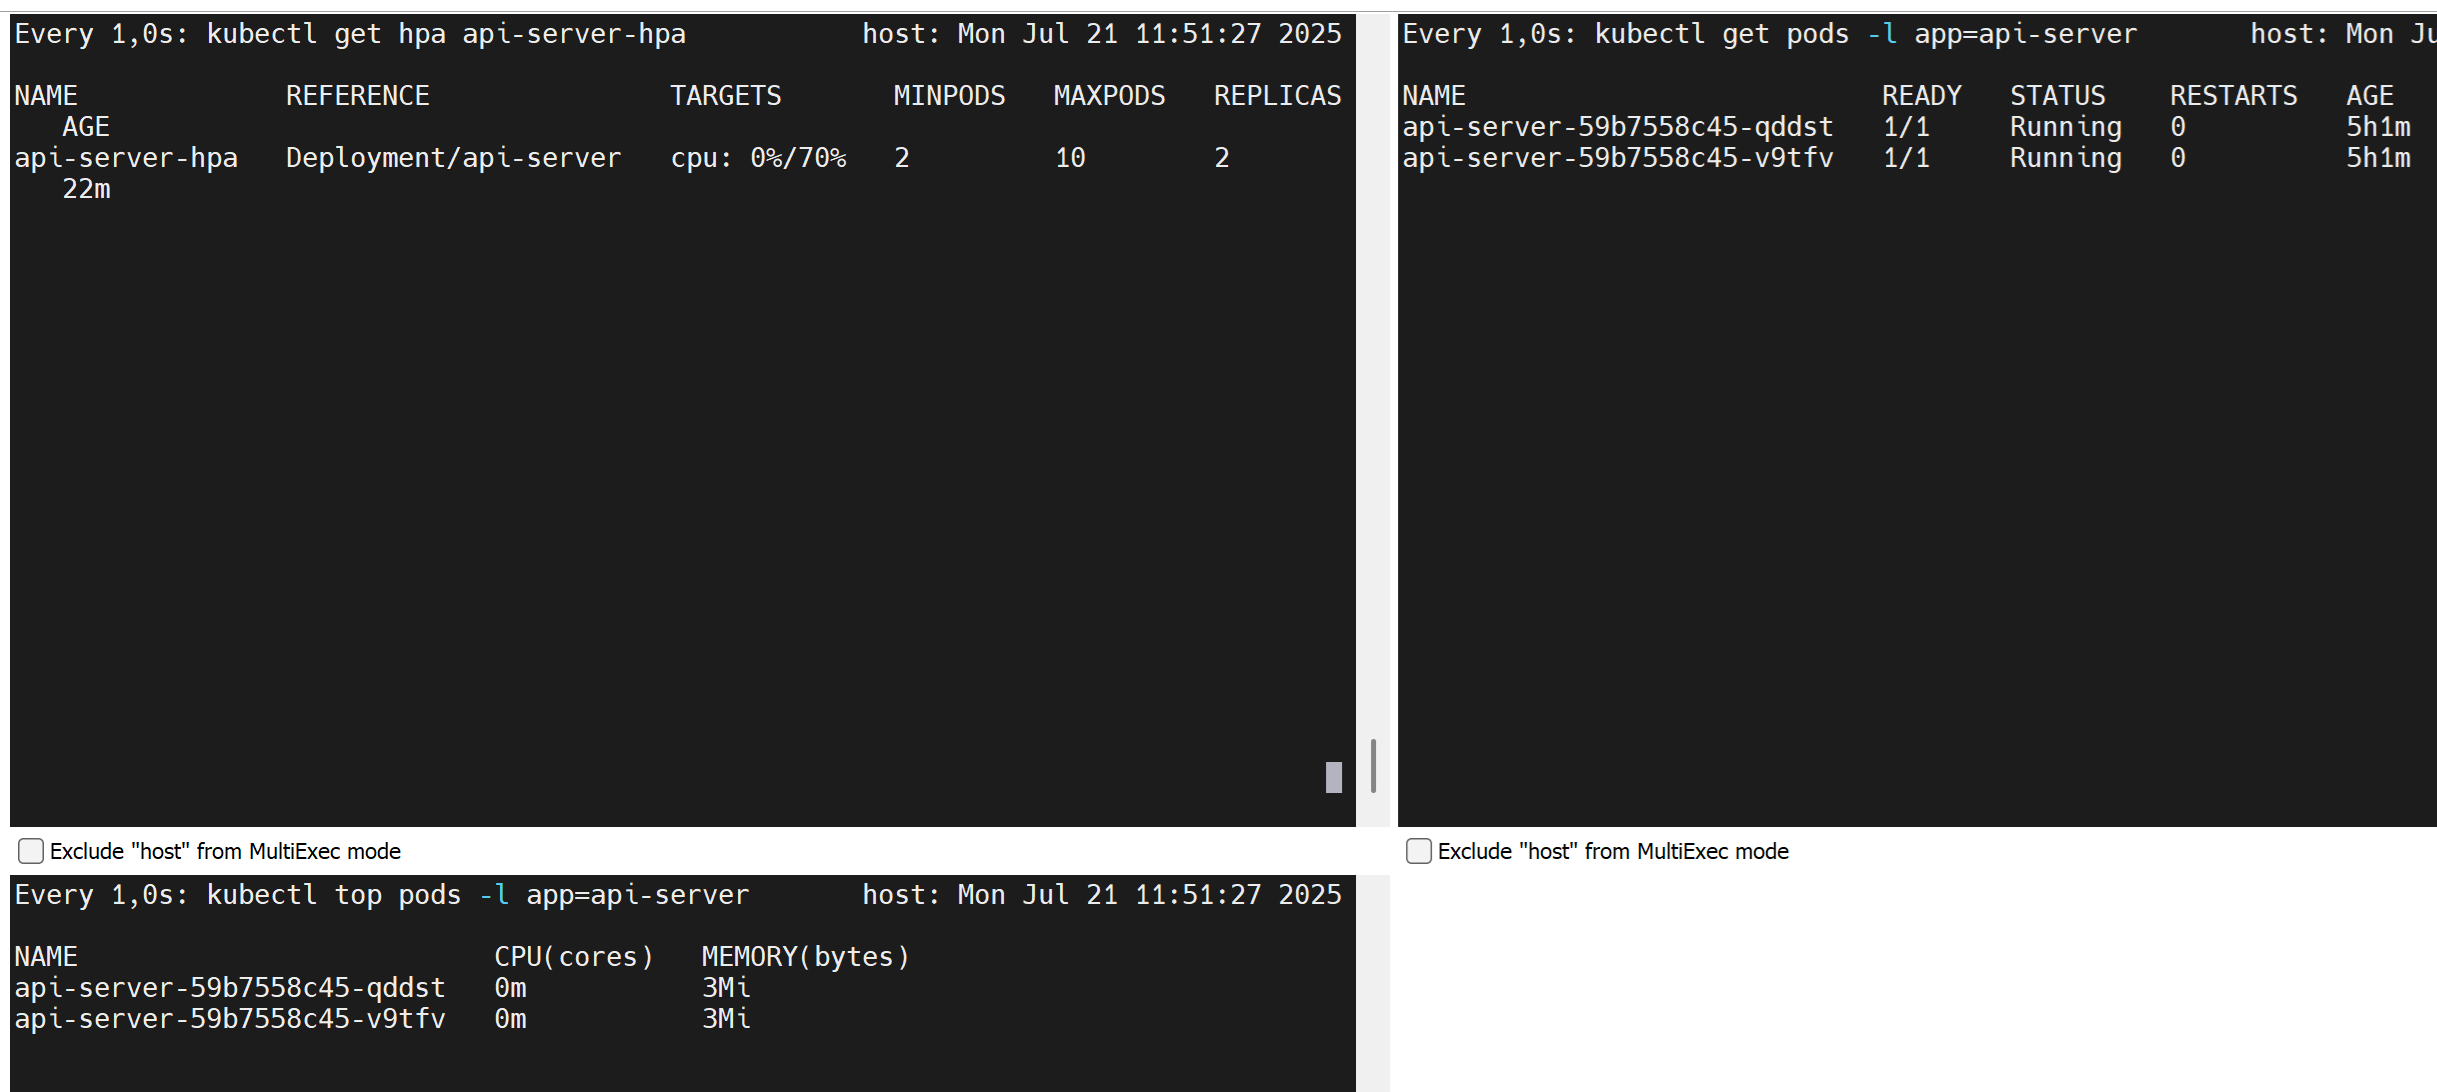 Every 1,0s: kubectl get hpa api-server-hpa host: Mon Jul 21 11:51:27 2025
NAME REFERENCE TARGETS MINPODS MAXPODS REPLICAS
AGE
api-server-hpa Deployment/api-server cpu: 0%/70% 2 10 2
22m
Exclude "host" from MultiExec mode
Every 1,0s: kubectl get pods -l app=api-server host: Mon Ju
NAME READY STATUS RESTARTS AGE
api-server-59b7558c45-qddst 1/1 Running 0 5h1m
api-server-59b7558c45-v9tfv 1/1 Running 0 5h1m
Exclude "host" from MultiExec mode
Every 1,0s: kubectl top pods -l app=api-server host: Mon Jul 21 11:51:27 2025
NAME CPU(cores) MEMORY(bytes)
api-server-59b7558c45-qddst 0m 3Mi
api-server-59b7558c45-v9tfv 0m 3Mi